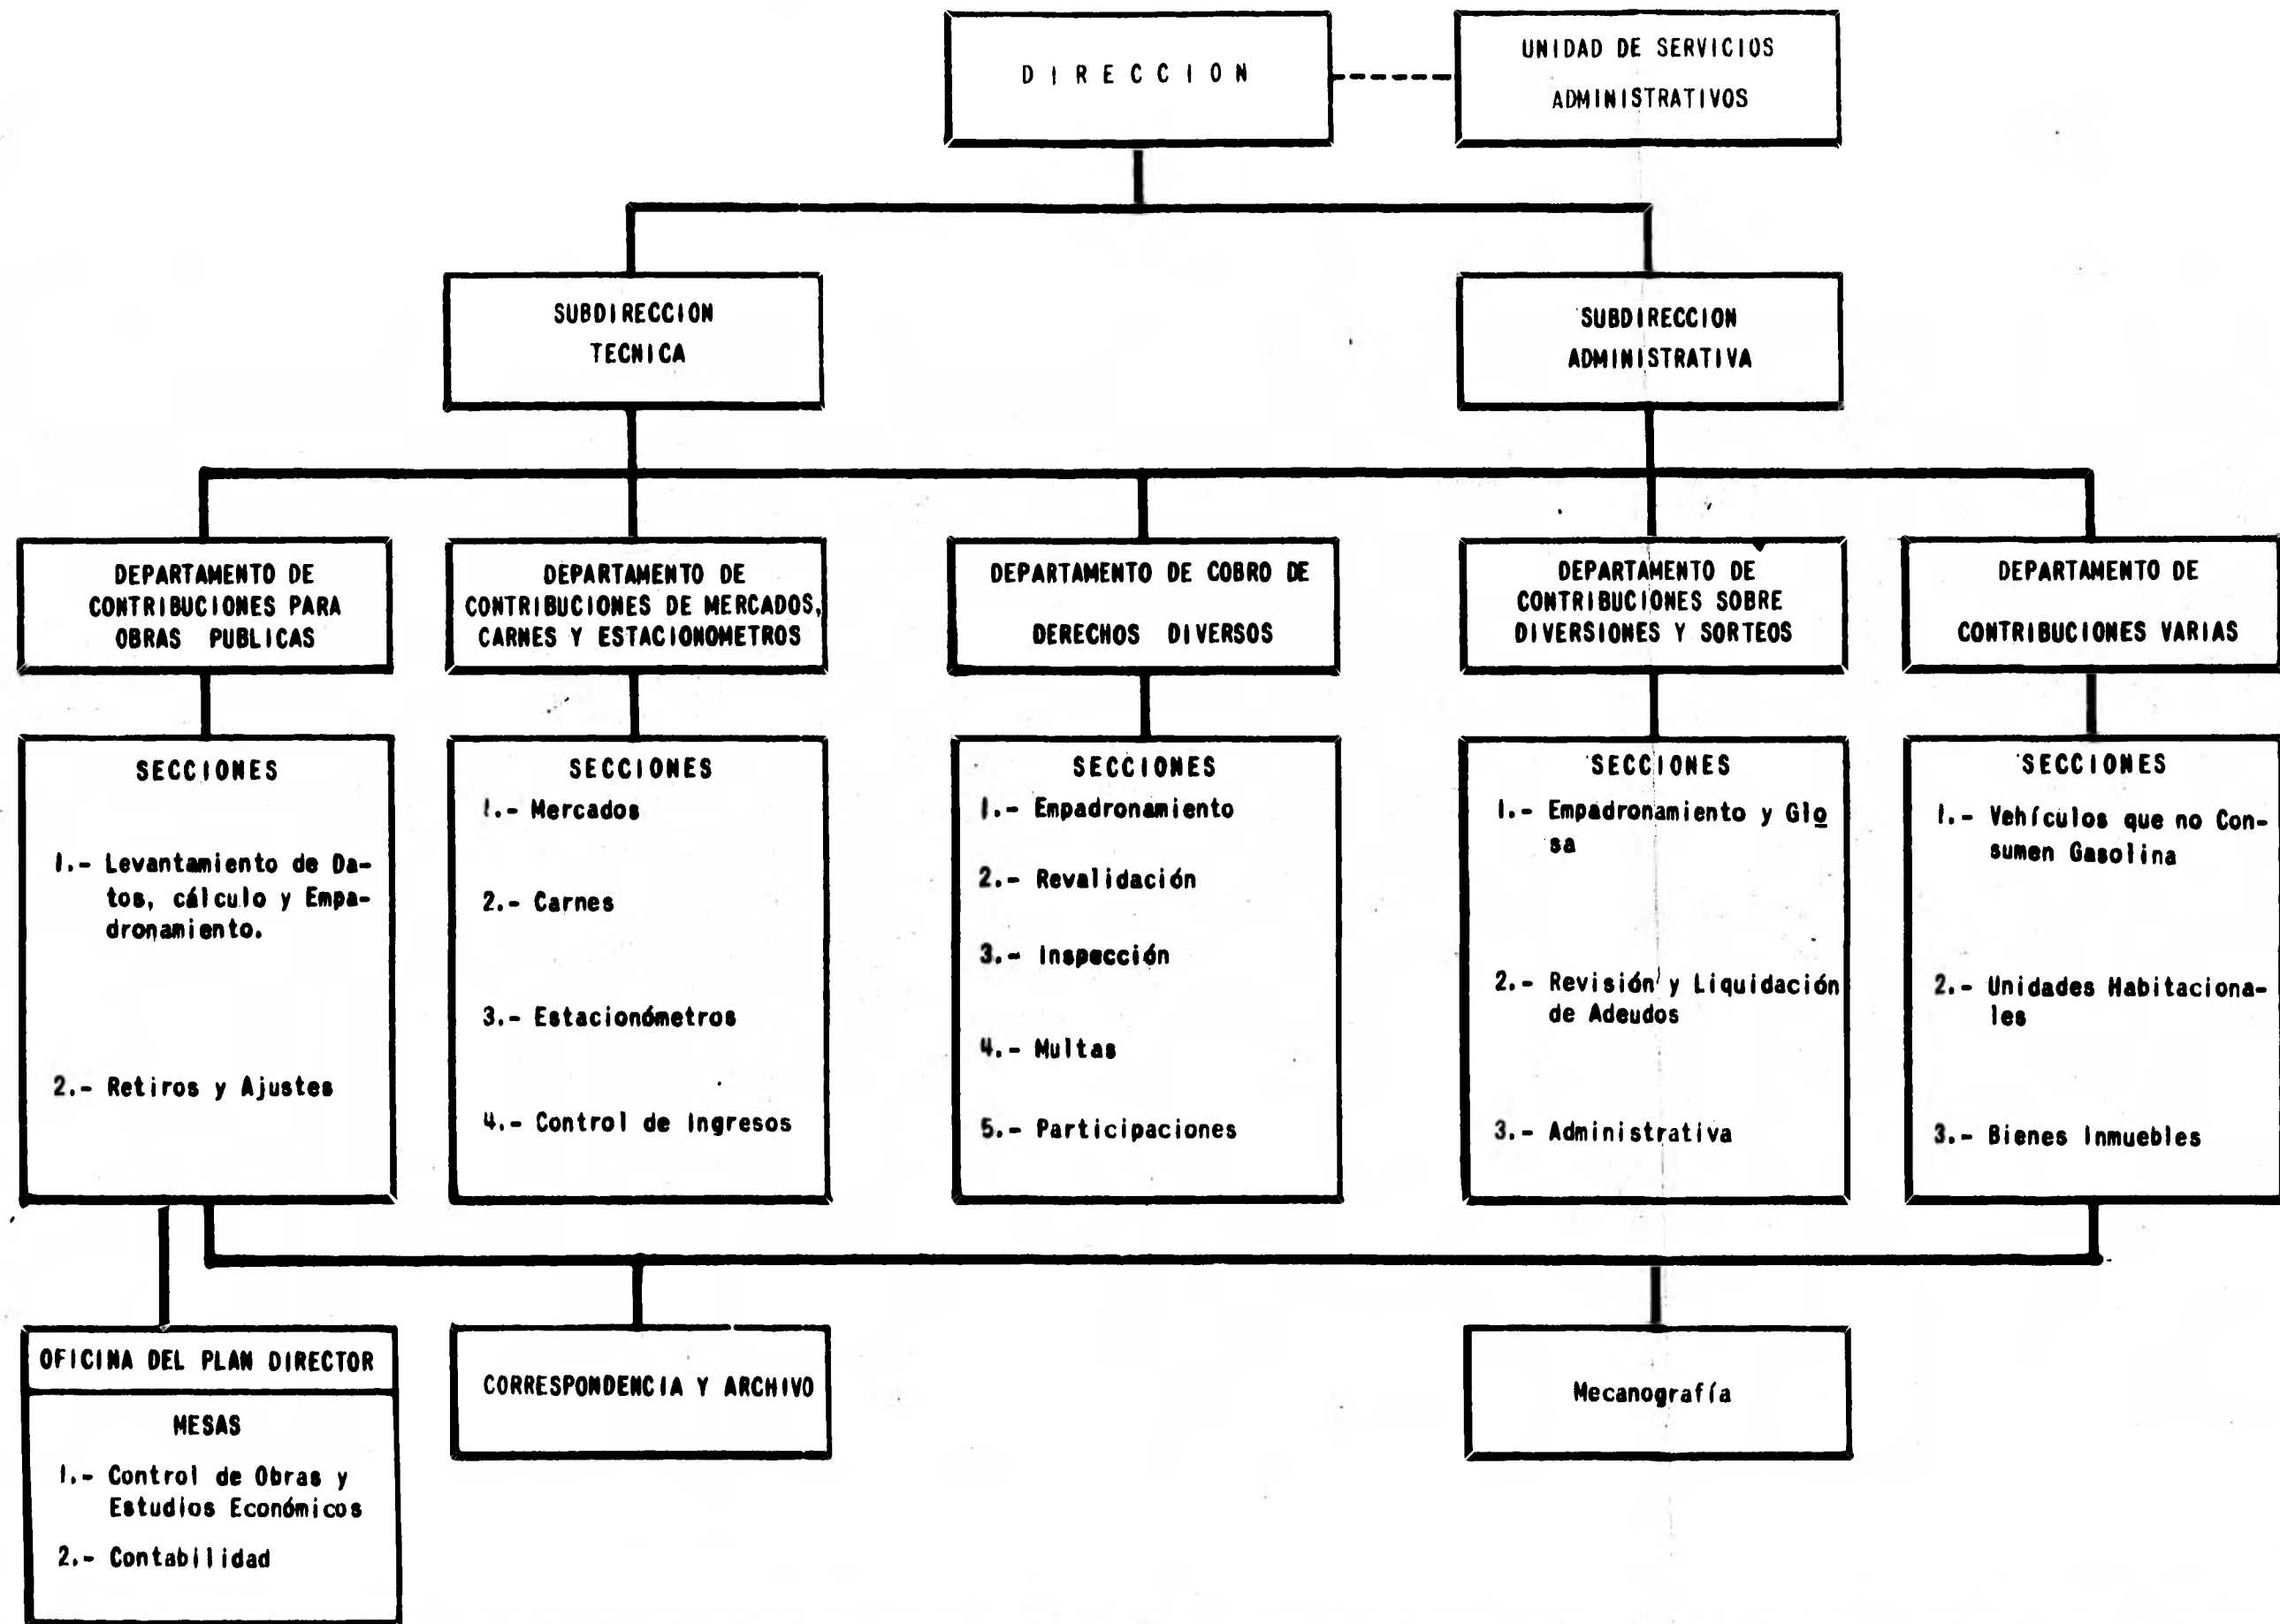 DIRECCION
UNIDAD DE SERVICIOS
ADMINISTRATIVOS
SUBDIRECCION
TECNICA
SUBDIRECCION
ADMINISTRATIVA
DEPARTAMENTO DE
CONTRIBUCIONES PARA
OBRAS PUBLICAS
DEPARTAMENTO DE
CONTRIBUCIONES DE MERCADOS,
CARNES Y ESTACIONOMETROS
DEPARTAMENTO DE COBRO DE
DERECHOS DIVERSOS
DEPARTAMENTO DE
CONTRIBUCIONES SOBRE
DIVERSIONES Y SORTEOS
DEPARTAMENTO DE
CONTRIBUCIONES VARIAS
SECCIONES
1.- Levantamiento de Da-
tos, cálculo y Empa-
dronamiento.
2.- Retiros y Ajustes
SECCIONES
1.- Mercados
2.- Carnes
3.- Estacionómetros
4.- Control de Ingresos
SECCIONES
1.- Empadronamiento
2.- Revalidación
3.- Inspección
4.- Multas
5.- Participaciones
SECCIONES
1.- Empadronamiento y Glo
sa
2.- Revisión y Liquidación
de Adeudos
3.- Administrativa
SECCIONES
1.- Vehículos que no Con-
sumen Gasolina
2.- Unidades Habitaciona-
les
3.- Bienes Inmuebles
OFICINA DEL PLAN DIRECTOR
MESAS
1.- Control de Obras y
Estudios Económicos
2.- Contabilidad
CORRESPONDENCIA Y ARCHIVO
Mecanografía